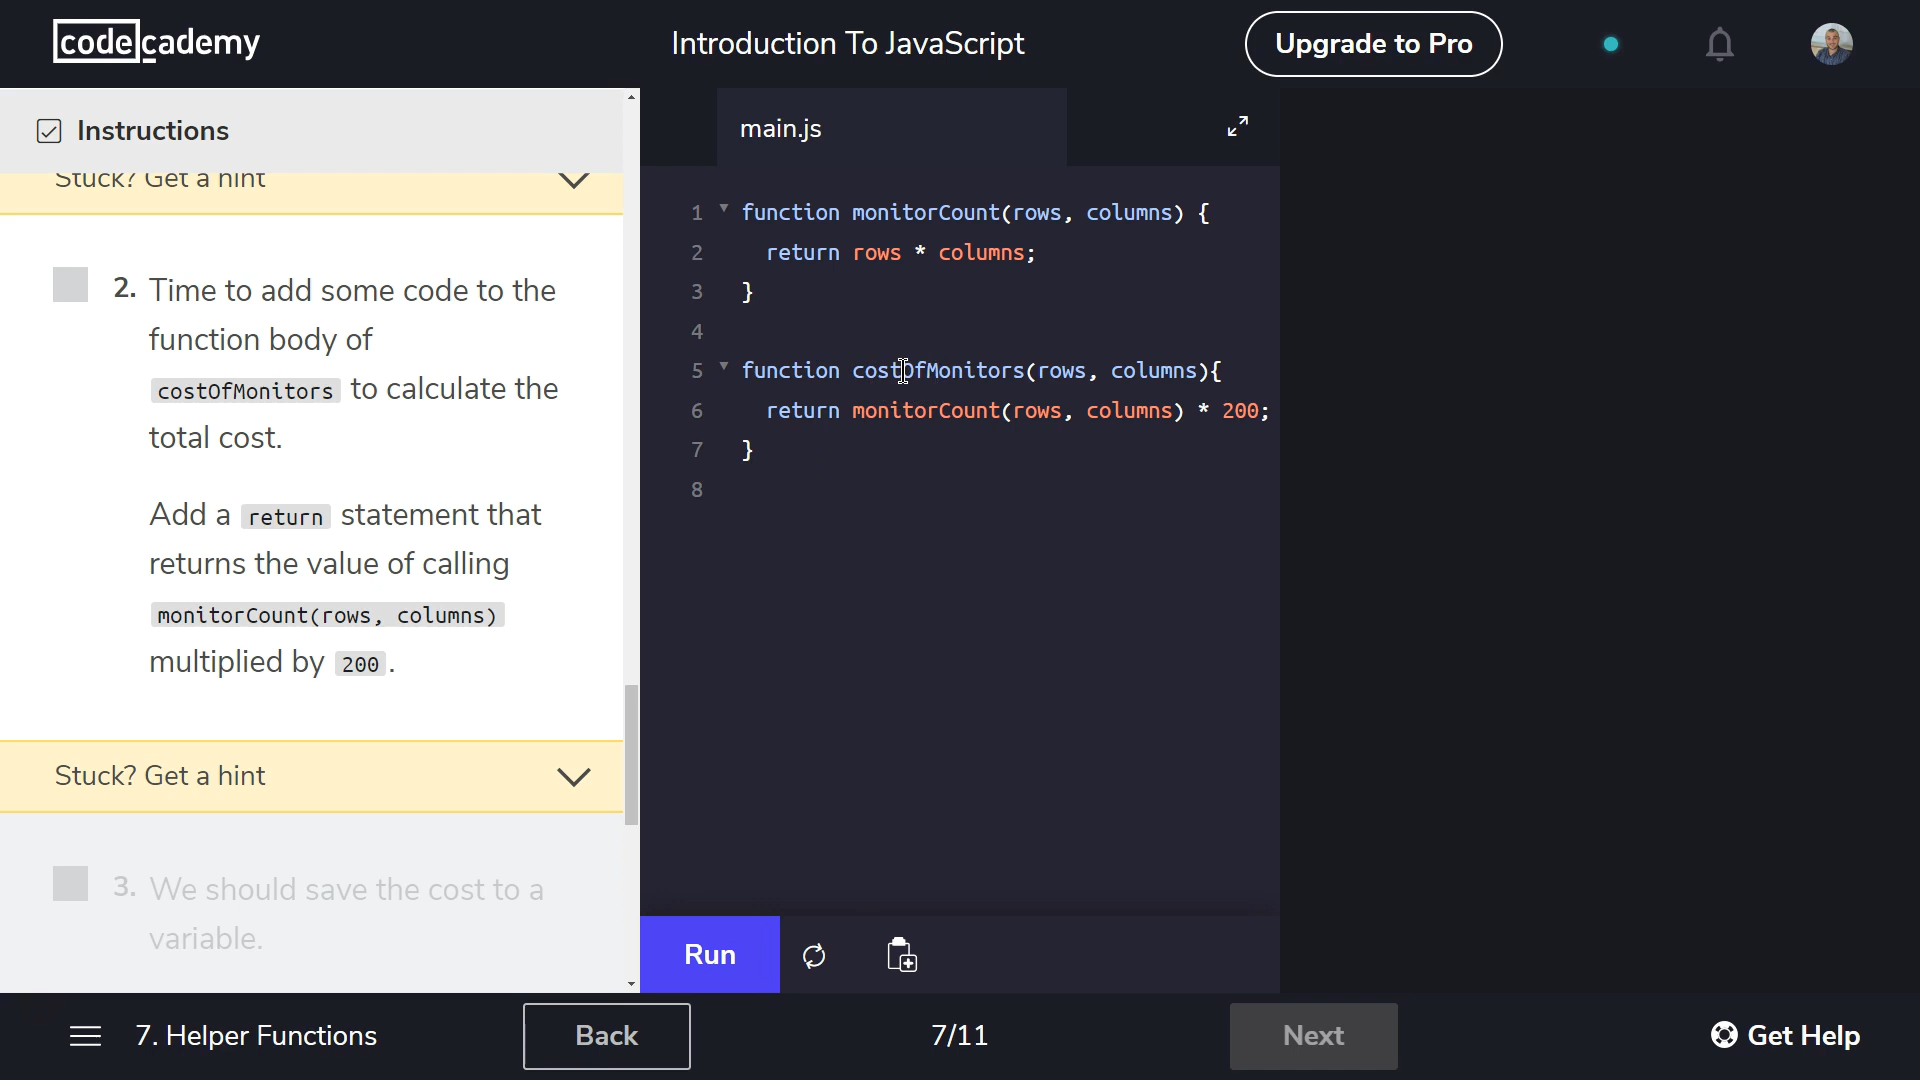 codecademy
Introduction To JavaScript
Upgrade to Pro
Instructions
main.js
Stuck? Get a hint
2. Time to add some code to the
function body of
costOfMonitors to calculate the
total cost.
Add a return statement that
returns the value of calling
monitorCount(rows, columns)
multiplied by 200.
Stuck? Get a hint
3. We should save the cost to a
variable.
1 function monitorCount(rows, columns) {
2 return rows * columns;
3 }
4
5 function costOfMonitors(rows, columns){
6 return monitorCount(rows, columns) * 200;
7 }
8
Run
7. Helper Functions
Back
7/11
Next
Get Help